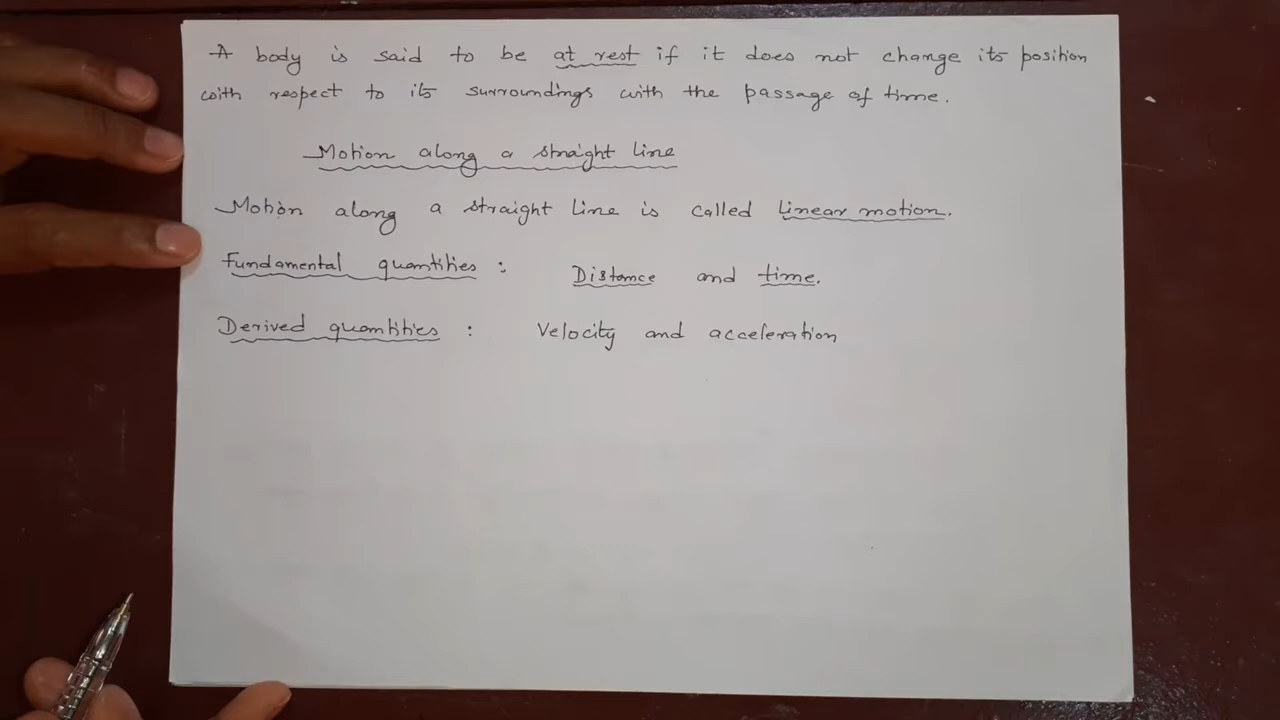 A body is said to be at rest if it does not change its position
with respect to its surroundings with the passage of time.
Motion along a straight line
Motion along a straight line is called linear motion.
Fundamental quantities : Distance and time.
Derived quantities : Velocity and acceleration